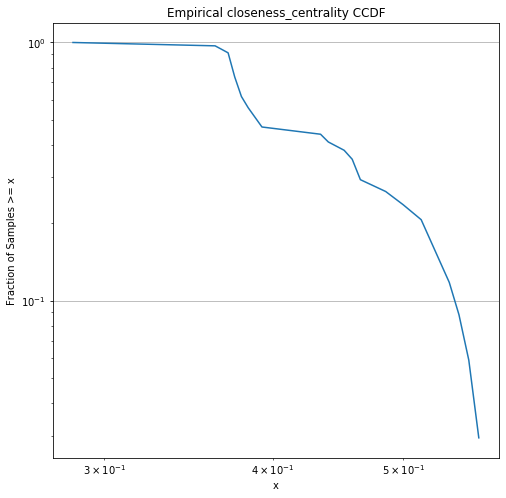 Empirical closeness_centrality CCDF
10⁰
Fraction of Samples >= x
10⁻¹
3 × 10⁻¹ 4 × 10⁻¹ 5 × 10⁻¹
x